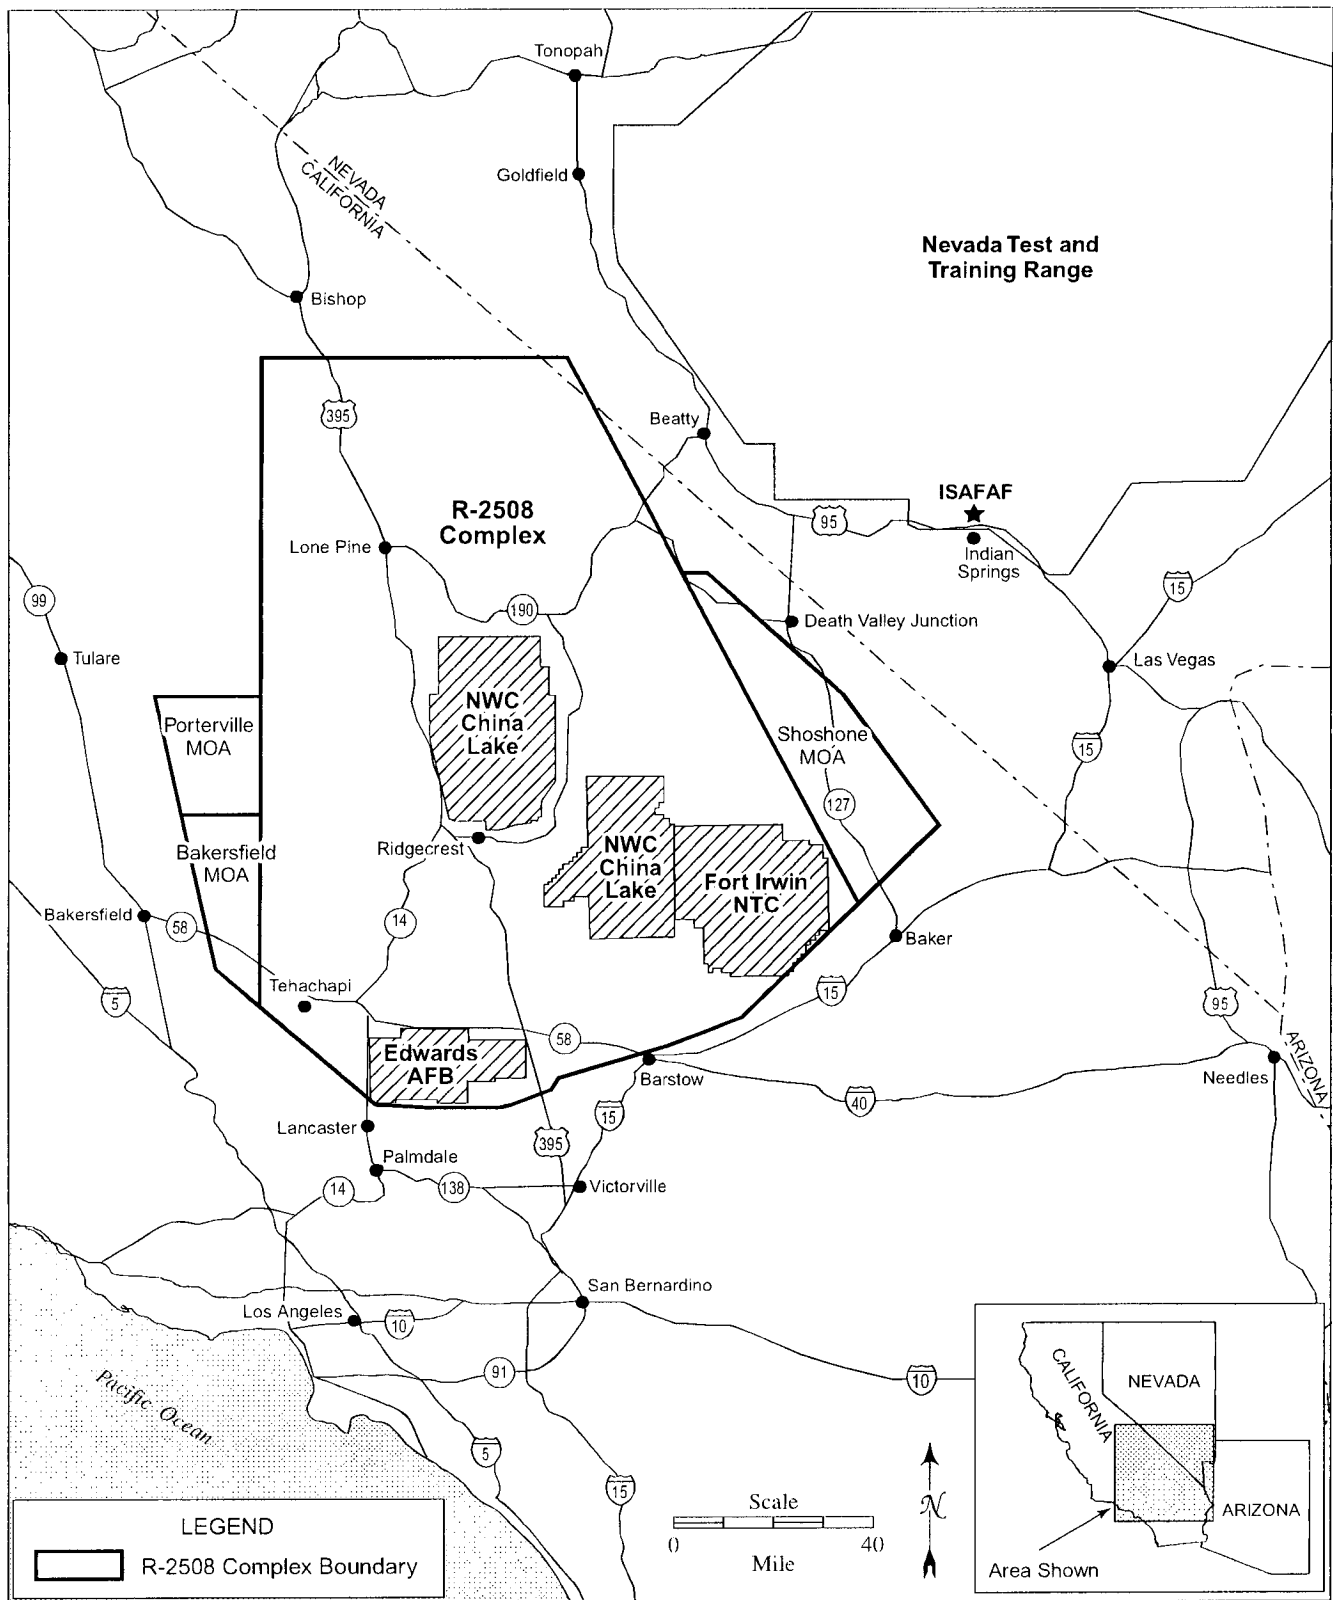 Tonopah
NEVADA
CALIFORNIA
Goldfield
Nevada Test and
Training Range
Bishop
395
Beatty
R-2508
Complex
ISAFAF
95
Indian
Springs
Lone Pine
15
99
190
Death Valley Junction
Tulare
Las Vegas
NWC
China
Lake
Porterville
MOA
Shoshone
MOA
15
127
Ridgecrest
Bakersfield
MOA
NWC
China
Lake
Fort Irwin
NTC
Bakersfield
58
14
Baker
Tehachapi
5
15
95
58
Edwards
AFB
Barstow
ARIZONA
Needles
40
15
Lancaster
395
Palmdale
14
138
Victorville
San Bernardino
Los Angeles
10
91
10
Pacific Ocean
5
15
CALIFORNIA
NEVADA
ARIZONA
Area Shown
Scale
0
40
Mile
N
LEGEND
R-2508 Complex Boundary